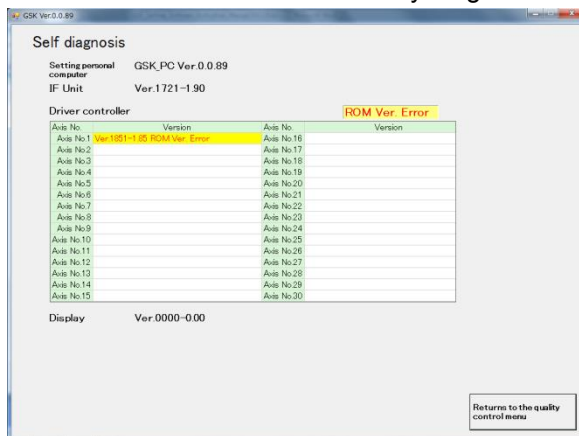 GSK Ver.0.0.89
Self diagnosis
Setting personal computer GSK_PC Ver.0.0.89
IF Unit Ver.1721-1.90
Driver controller ROM Ver. Error
Axis No. Version Axis No. Version
Axis No.1 Ver.1851-1.85 ROM Ver. Error Axis No.16
Axis No.2 Axis No.17
Axis No.3 Axis No.18
Axis No.4 Axis No.19
Axis No.5 Axis No.20
Axis No.6 Axis No.21
Axis No.7 Axis No.22
Axis No.8 Axis No.23
Axis No.9 Axis No.24
Axis No.10 Axis No.25
Axis No.11 Axis No.26
Axis No.12 Axis No.27
Axis No.13 Axis No.28
Axis No.14 Axis No.29
Axis No.15 Axis No.30
Display Ver.0000-0.00
Returns to the quality
control menu